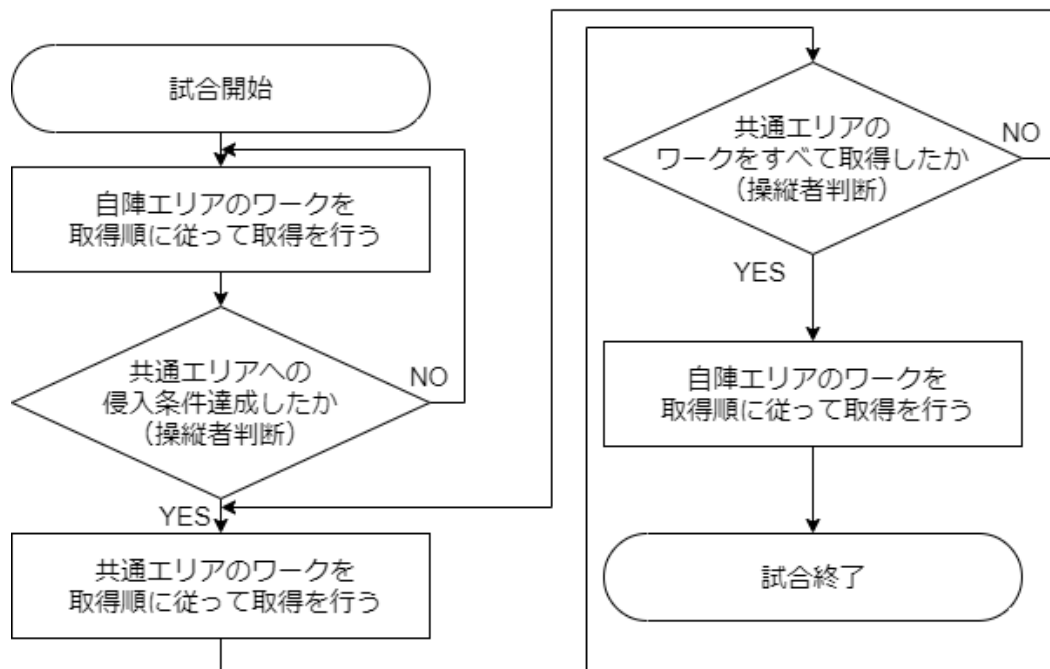 試合開始
自陣エリアのワークを
取得順に従って取得を行う
共通エリアへの
侵入条件達成したか
（操縦者判断）
NO
YES
共通エリアのワークを
取得順に従って取得を行う
共通エリアの
ワークをすべて取得したか
（操縦者判断）
NO
YES
自陣エリアのワークを
取得順に従って取得を行う
試合終了